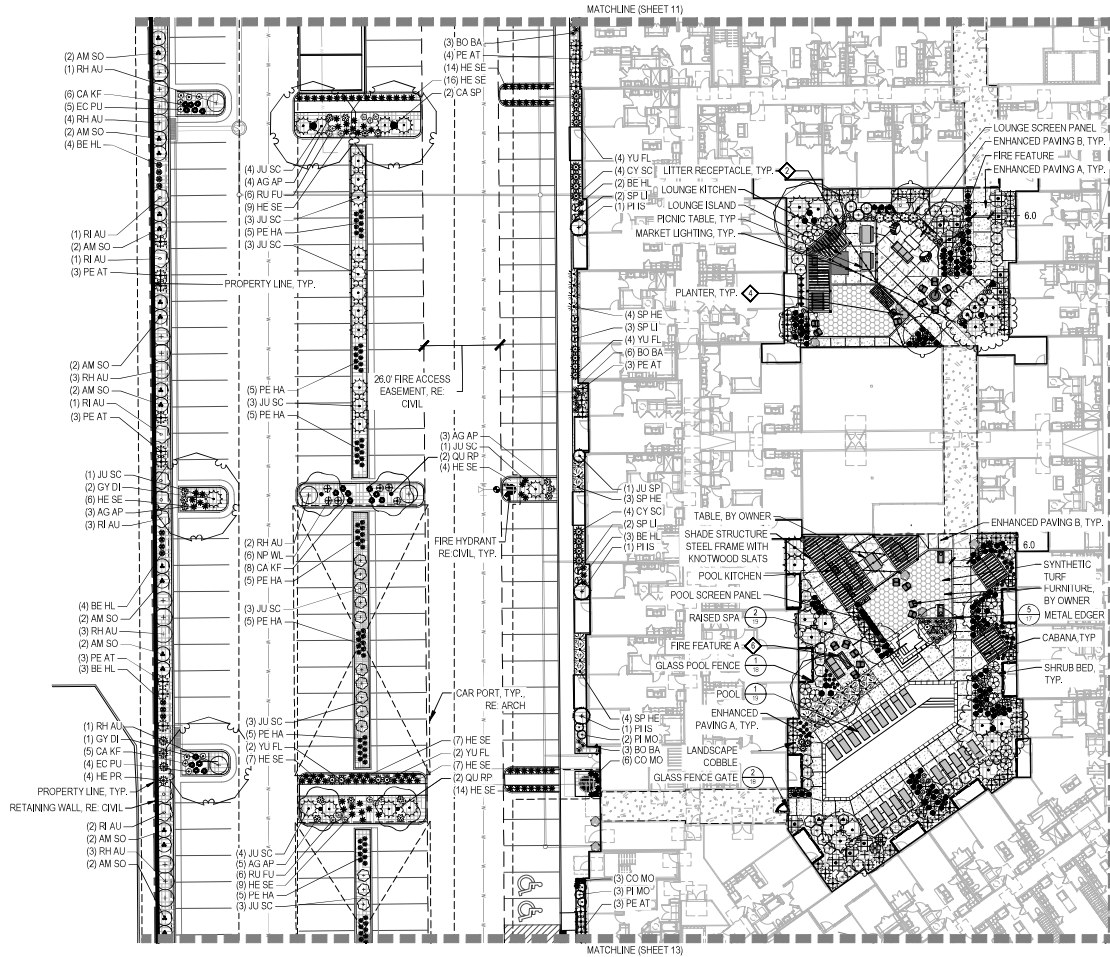 MATCHLINE (SHEET 11)
(2) AM SO
(1) RH AU
(6) CA KF
(5) EC PU
(4) RH AU
(2) AM SO
(4) BE HL
(1) RI AU
(2) AM SO
(1) RI AU
(3) PE AT
PROPERTY LINE, TYP.
(2) AM SO
(3) RH AU
(2) AM SO
(1) RI AU
(3) PE AT
(1) JU SC
(2) GY DI
(6) HE SE
(3) AG AP
(3) RI AU
(4) BE HL
(2) AM SO
(3) RH AU
(2) AM SO
(3) PE AT
(3) BE HL
(1) RH AU
(1) GY DI
(5) CA KF
(4) EC PU
(4) HE PR
PROPERTY LINE, TYP.
RETAINING WALL, RE: CIVIL
(2) RI AU
(2) AM SO
(3) RH AU
(2) AM SO
(4) JU SC
(4) AG AP
(6) RU FU
(9) HE SE
(3) JU SC
(5) PE HA
(3) JU SC
(5) PE HA
(3) JU SC
(5) PE HA
(2) RH AU
(6) NP WL
(8) CA KF
(5) PE HA
(3) JU SC
(5) PE HA
(3) JU SC
(5) PE HA
(2) YU FL
(7) HE SE
(4) JU SC
(5) AG AP
(6) RU FU
(9) HE SE
(5) PE HA
(3) JU SC
(3) BO BA
(4) PE AT
(14) HE SE
(16) HE SE
(2) CA SP
26.0' FIRE ACCESS
EASEMENT, RE:
CIVIL
(3) AG AP
(1) JU SC
(2) QU RP
(4) HE SE
FIRE HYDRANT
RE:CIVIL, TYP.
CAR PORT, TYP.
RE: ARCH
(7) HE SE
(2) YU FL
(7) HE SE
(2) QU RP
(14) HE SE
(4) YU FL
(4) CY SC
(2) BE HL
(2) SP LI
(1) PI IS
(4) SP HE
(3) SP LI
(4) YU FL
(6) BO BA
(3) PE AT
(1) JU SP
(3) SP HE
(4) CY SC
(2) SP LI
(3) BE HL
(1) PI IS
(4) SP HE
(1) PI IS
(2) PI MO
(3) BO BA
(6) CO MO
(3) CO MO
(3) PI MO
(3) PE AT
LITTER RECEPTACLE, TYP.
2
LOUNGE KITCHEN
LOUNGE ISLAND
PICNIC TABLE, TYP
MARKET LIGHTING, TYP.
PLANTER, TYP.
4
LOUNGE SCREEN PANEL
ENHANCED PAVING B, TYP.
FIRE FEATURE
ENHANCED PAVING A, TYP.
6.0
TABLE, BY OWNER
SHADE STRUCTURE
STEEL FRAME WITH
KNOTWOOD SLATS
POOL KITCHEN
POOL SCREEN PANEL
RAISED SPA
2
19
FIRE FEATURE A
6
GLASS POOL FENCE
1
18
POOL
1
19
ENHANCED
PAVING A, TYP.
LANDSCAPE
COBBLE
GLASS FENCE GATE
2
18
ENHANCED PAVING B, TYP.
6.0
SYNTHETIC
TURF
FURNITURE,
BY OWNER
5
17
METAL EDGER
CABANA,TYP
SHRUB BED,
TYP.
MATCHLINE (SHEET 13)